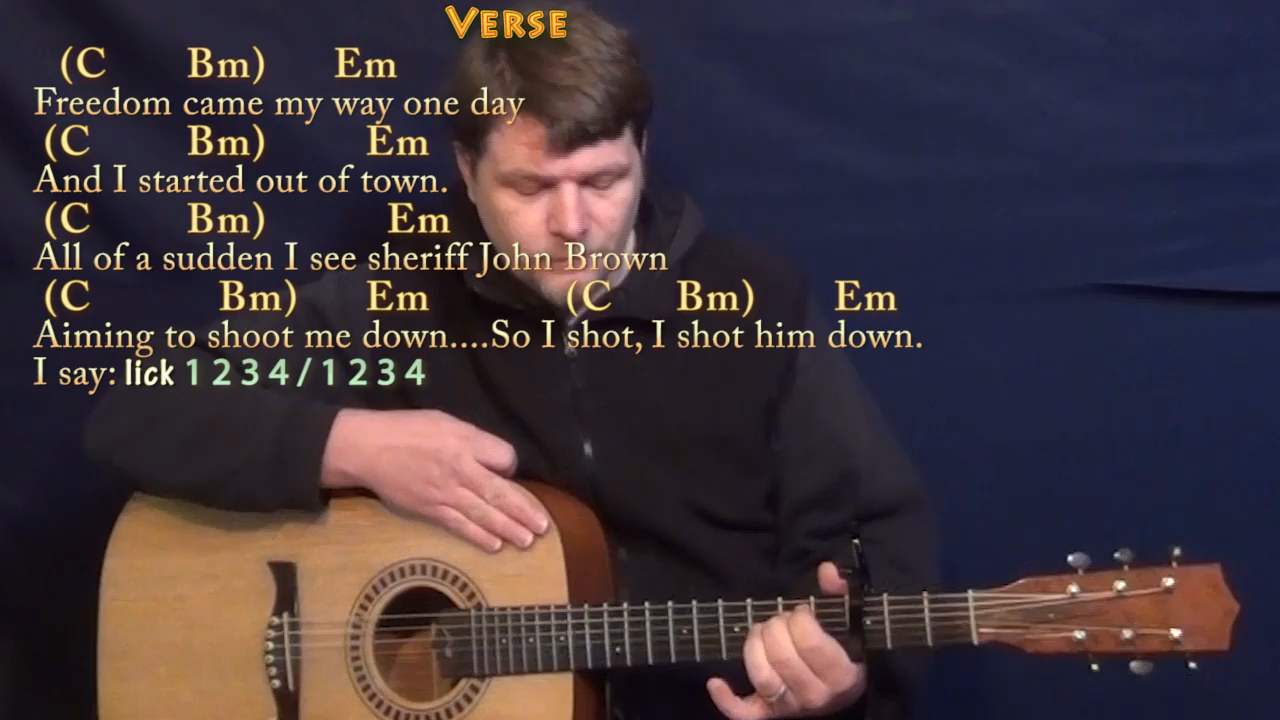 VERSE
(C Bm) Em
Freedom came my way one day
(C Bm) Em
And I started out of town.
(C Bm) Em
All of a sudden I see sheriff John Brown
(C Bm) Em (C Bm) Em
Aiming to shoot me down....So I shot, I shot him down.
I say: lick 1 2 3 4 / 1 2 3 4